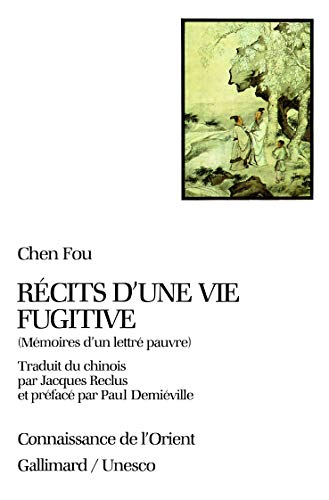 Chen Fou
RÉCITS D'UNE VIE
FUGITIVE
(Mémoires d'un lettré pauvre)
Traduit du chinois
par Jacques Reclus
et préfacé par Paul Demiéville
Connaissance de l'Orient
Gallimard / Unesco